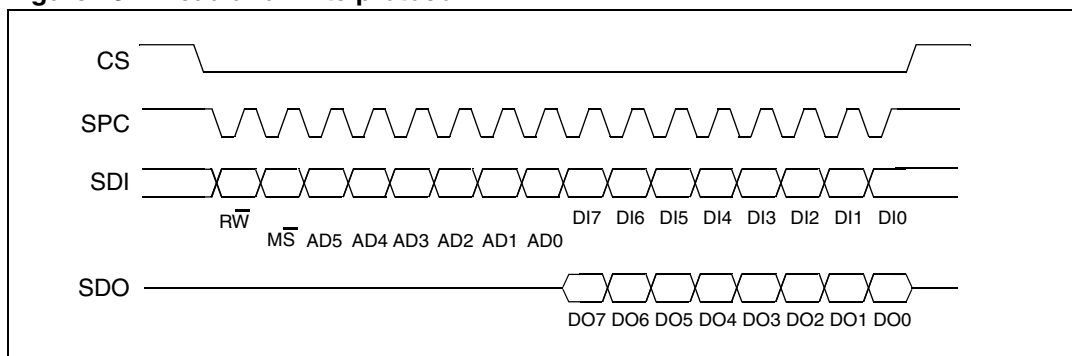 CS
SPC
SDI
RW
DI7 DI6 DI5 DI4 DI3 DI2 DI1 DI0
MS AD5 AD4 AD3 AD2 AD1 AD0
SDO
DO7 DO6 DO5 DO4 DO3 DO2 DO1 DO0